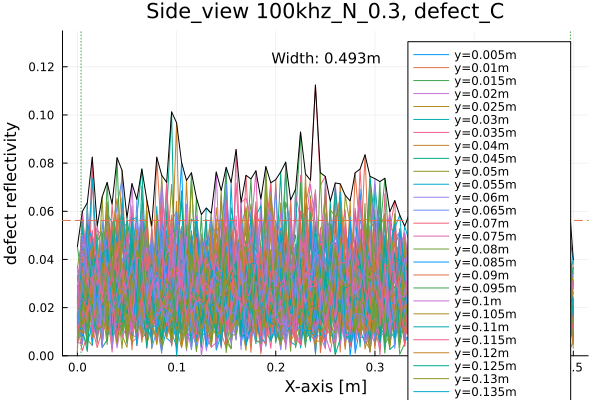 Side_view 100khz_N_0.3, defect_C
Width: 0.493m
defect reflectivity
0.12
0.10
0.08
0.06
0.04
0.02
0.00
0.0
0.1
0.2
0.3
.5
X-axis [m]
y=0.005m
y=0.01m
y=0.015m
y=0.02m
y=0.025m
y=0.03m
y=0.035m
y=0.04m
y=0.045m
y=0.05m
y=0.055m
y=0.06m
y=0.065m
y=0.07m
y=0.075m
y=0.08m
y=0.085m
y=0.09m
y=0.095m
y=0.1m
y=0.105m
y=0.11m
y=0.115m
y=0.12m
y=0.125m
y=0.13m
y=0.135m